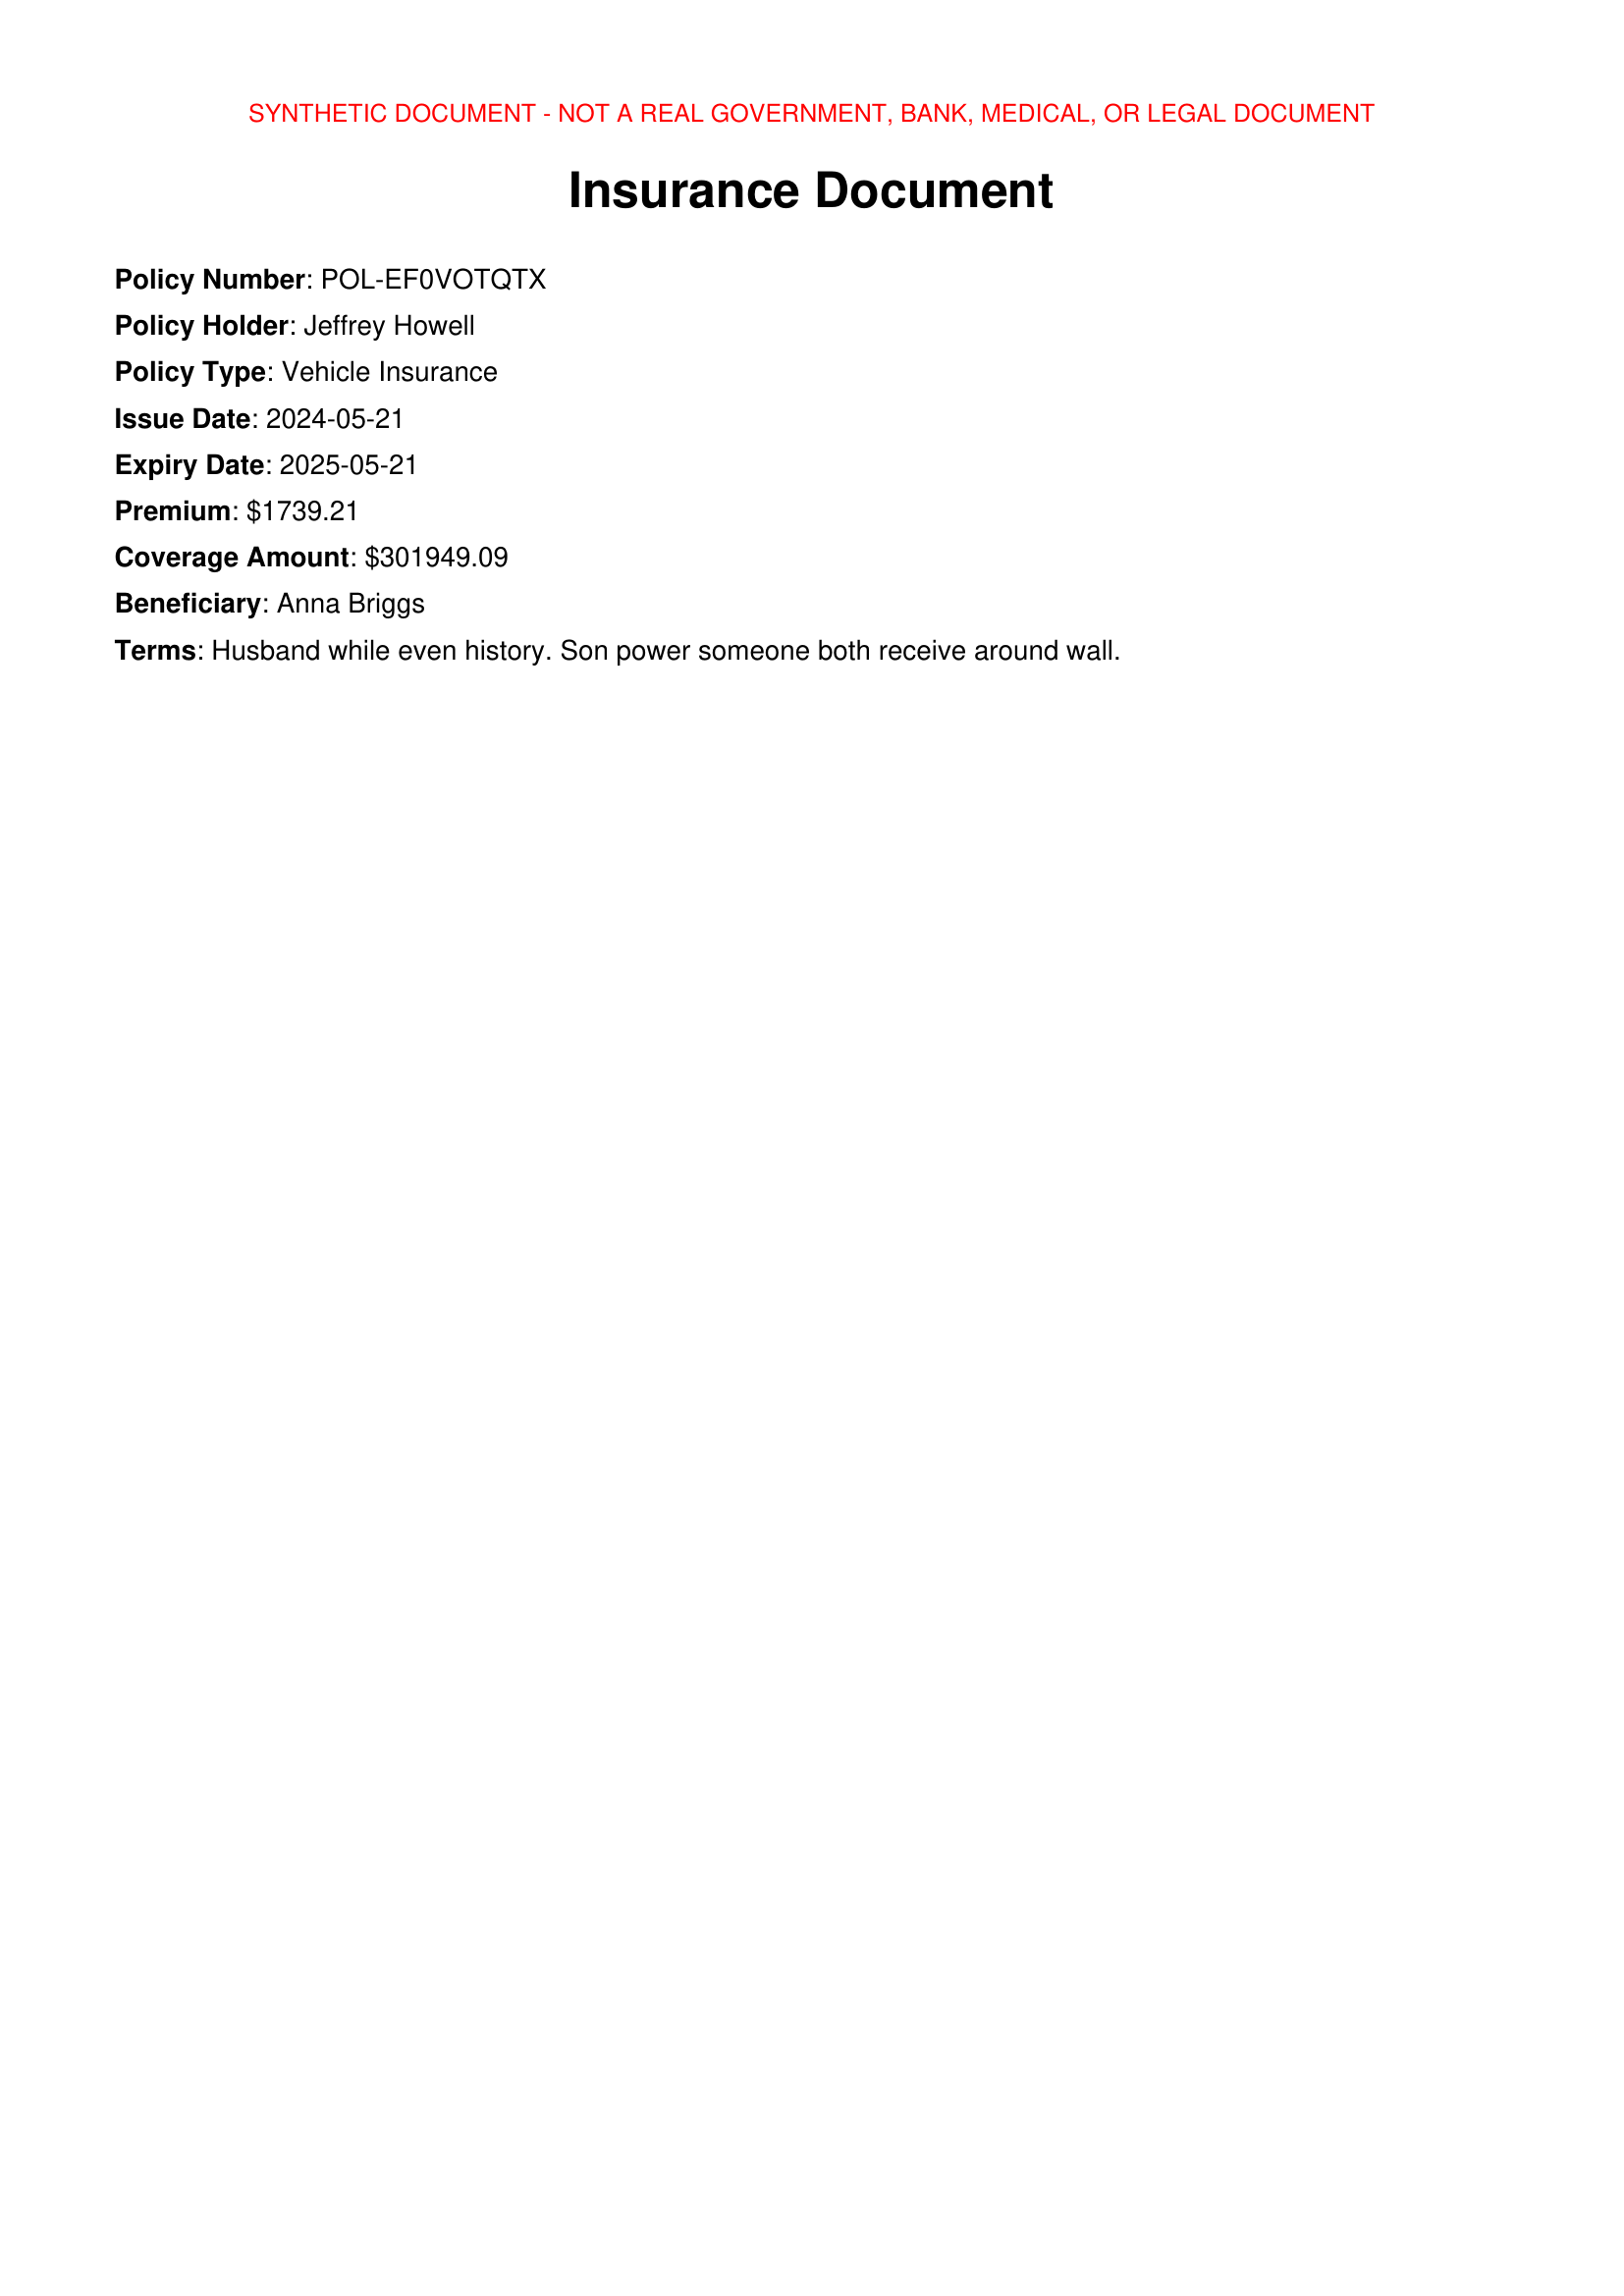 SYNTHETIC DOCUMENT - NOT A REAL GOVERNMENT, BANK, MEDICAL, OR LEGAL DOCUMENT
Insurance Document
Policy Number: POL-EF0VOTQTX
Policy Holder: Jeffrey Howell
Policy Type: Vehicle Insurance
Issue Date: 2024-05-21
Expiry Date: 2025-05-21
Premium: $1739.21
Coverage Amount: $301949.09
Beneficiary: Anna Briggs
Terms: Husband while even history. Son power someone both receive around wall.